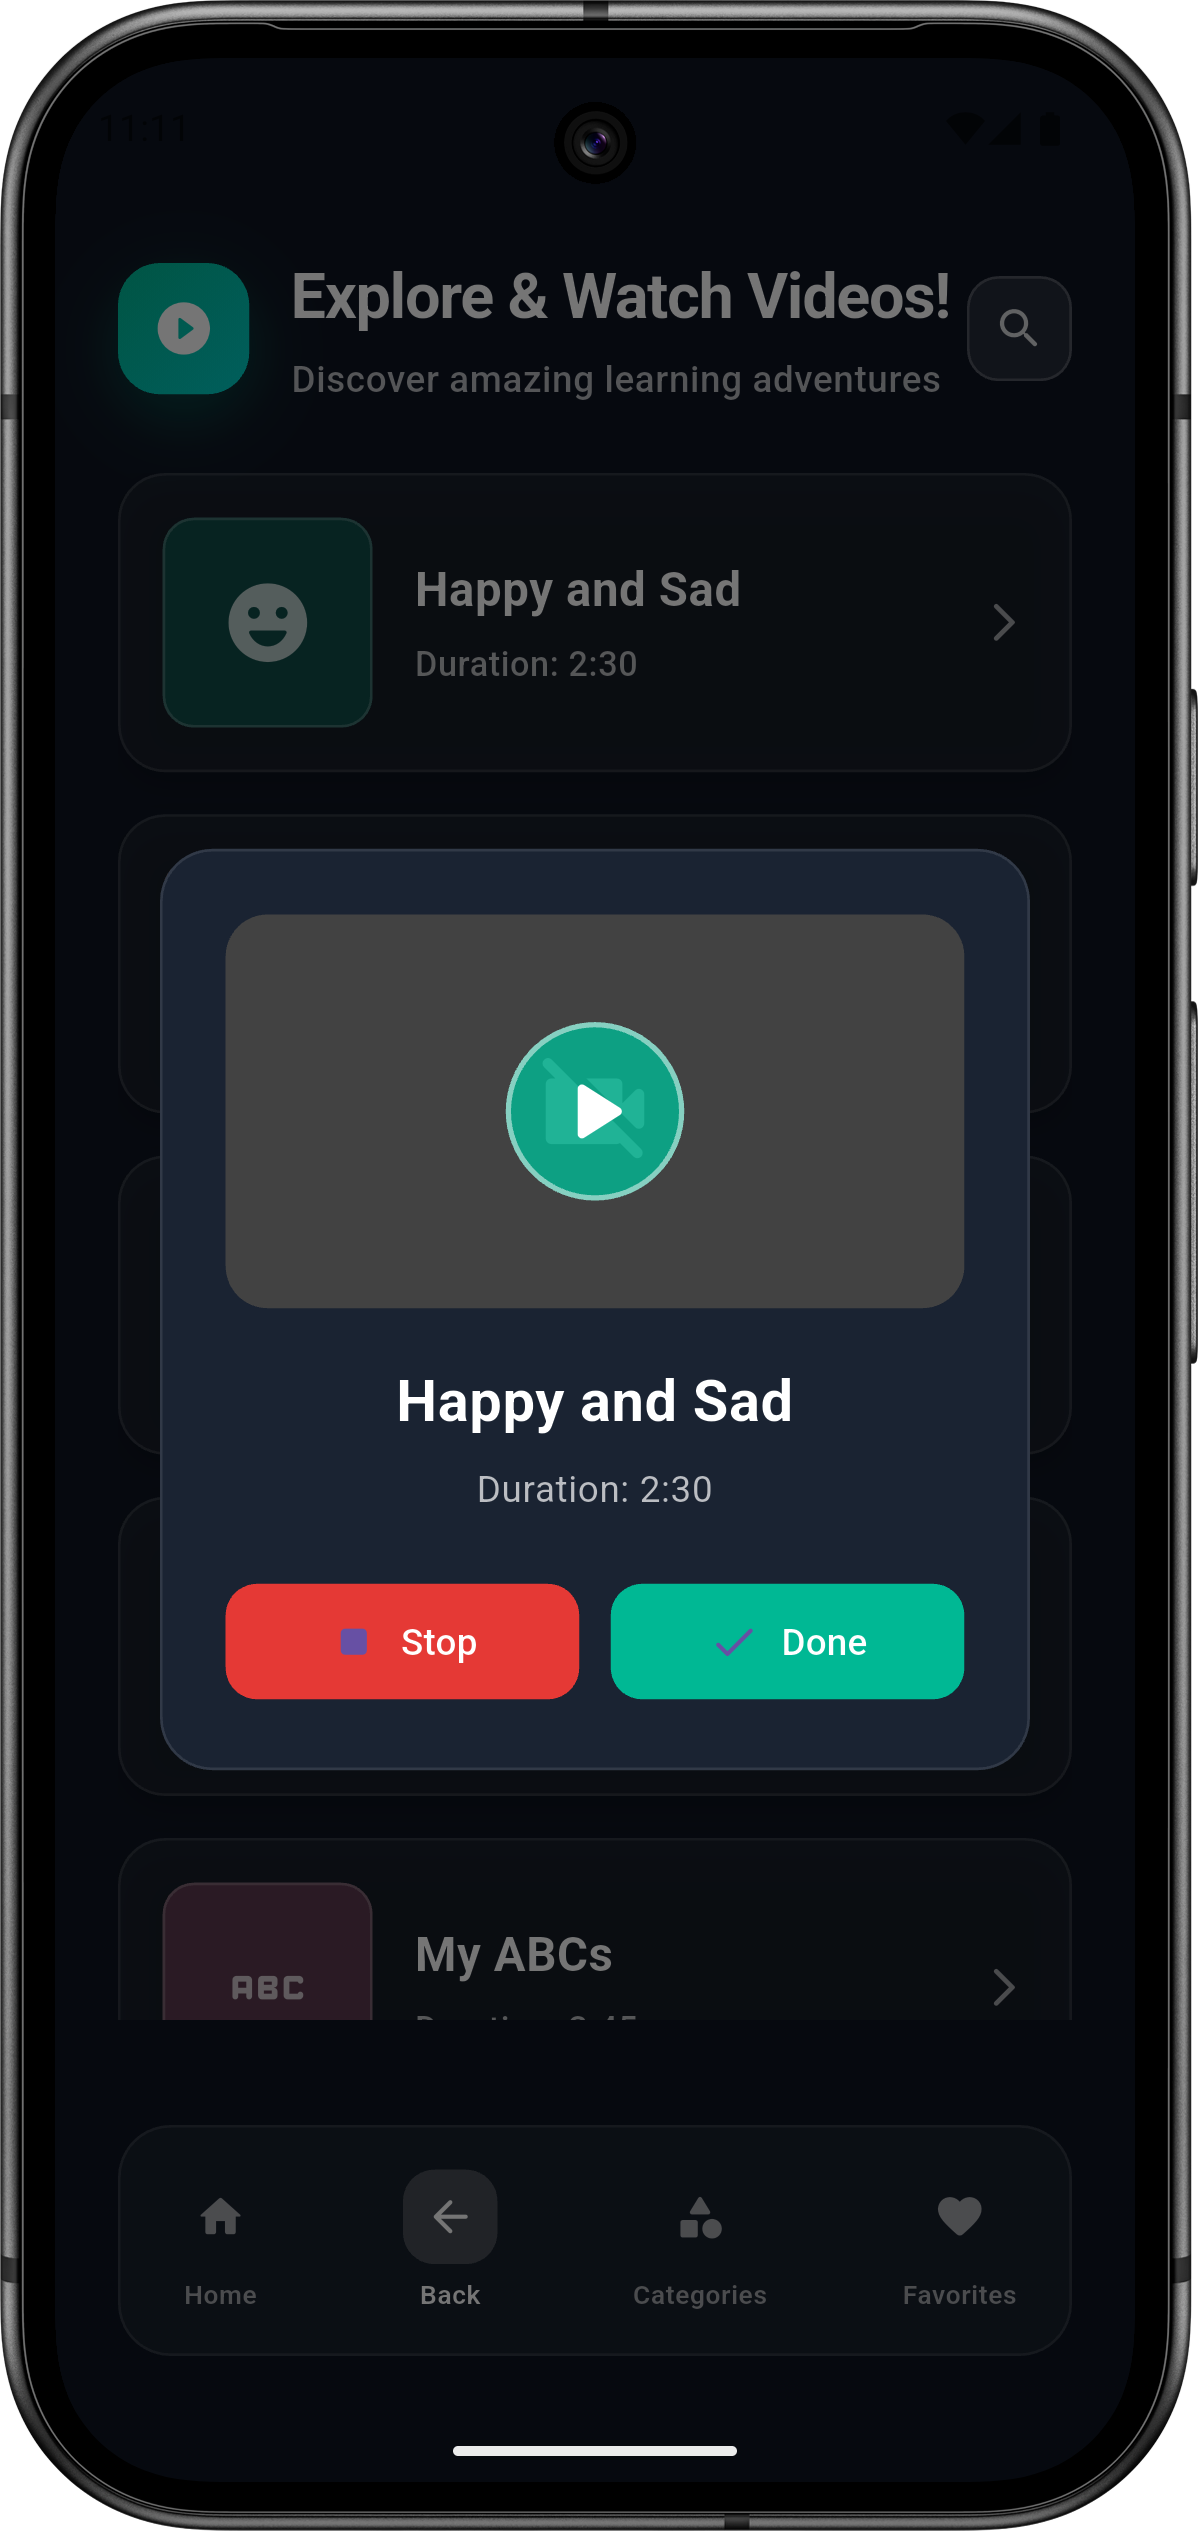 11:11
Explore & Watch Videos!
Discover amazing learning adventures
Happy and Sad
Duration: 2:30
Happy and Sad
Duration: 2:30
Stop
Done
My ABCs
ABC
Home
Back
Categories
Favorites